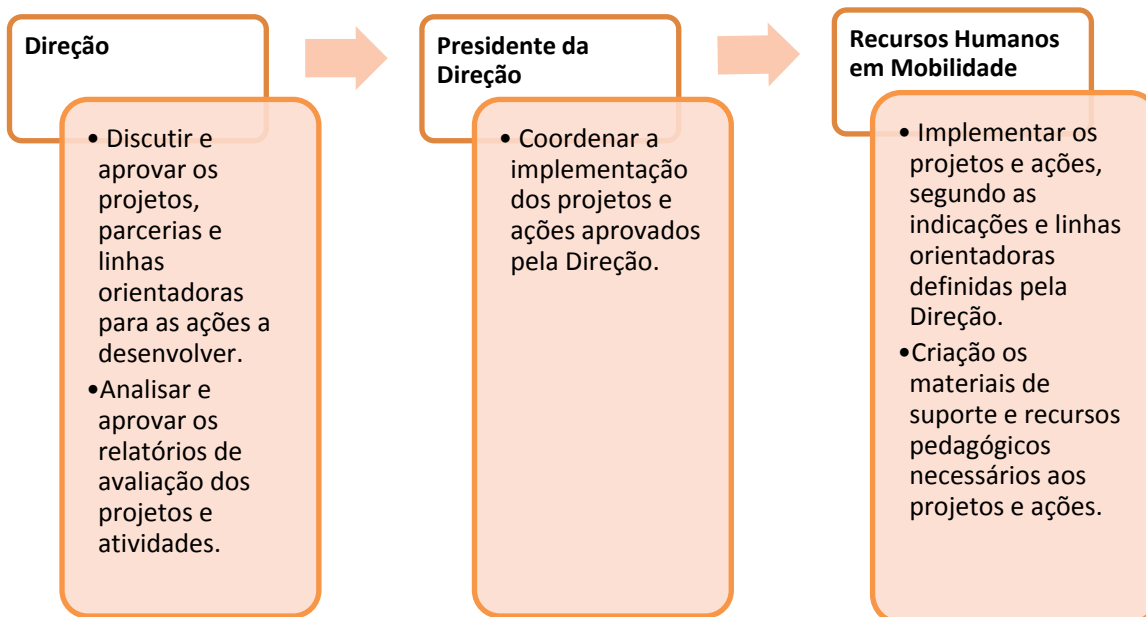 Direção
• Discutir e
aprovar os
projetos,
parcerias e
linhas
orientadoras
para as ações a
desenvolver.
•Analisar e
aprovar os
relatórios de
avaliação dos
projetos e
atividades.
Presidente da
Direção
• Coordenar a
implementação
dos projetos e
ações aprovados
pela Direção.
Recursos Humanos
em Mobilidade
• Implementar os
projetos e ações,
segundo as
indicações e linhas
orientadoras
definidas pela
Direção.
•Criação os
materiais de
suporte e recursos
pedagógicos
necessários aos
projetos e ações.